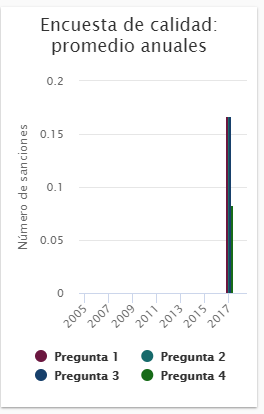 Encuesta de calidad:
promedio anuales
Número de sanciones
0.2
0.15
0.1
0.05
0
2005
2007
2009
2011
2013
2015
2017
Pregunta 1
Pregunta 2
Pregunta 3
Pregunta 4